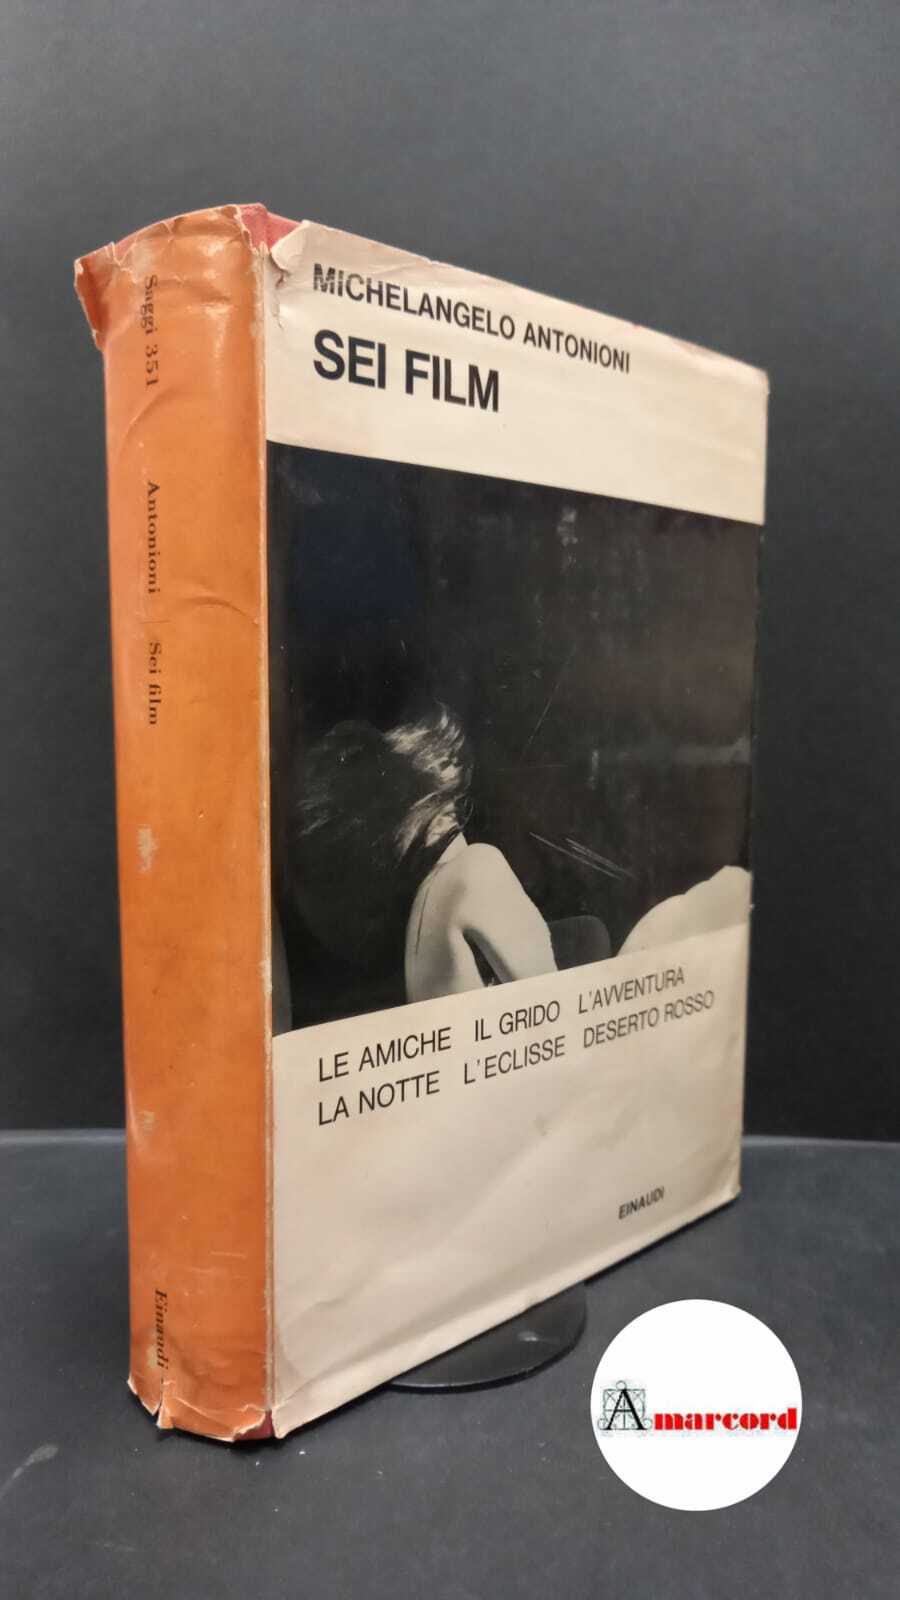 Saggi 351 Antonioni | Sei film Einaudi
MICHELANGELO ANTONIONI
SEI FILM
LE AMICHE IL GRIDO L'AVVENTURA
LA NOTTE L'ECLISSE DESERTO ROSSO
EINAUDI
Amarcord